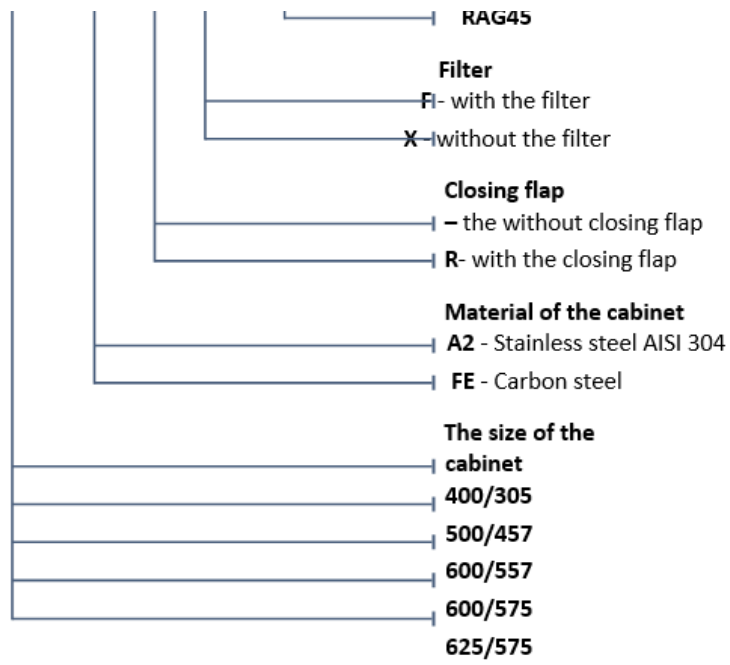 RAG45
Filter
F - with the filter
X - without the filter
Closing flap
– the without closing flap
R- with the closing flap
Material of the cabinet
A2 - Stainless steel AISI 304
FE - Carbon steel
The size of the
cabinet
400/305
500/457
600/557
600/575
625/575